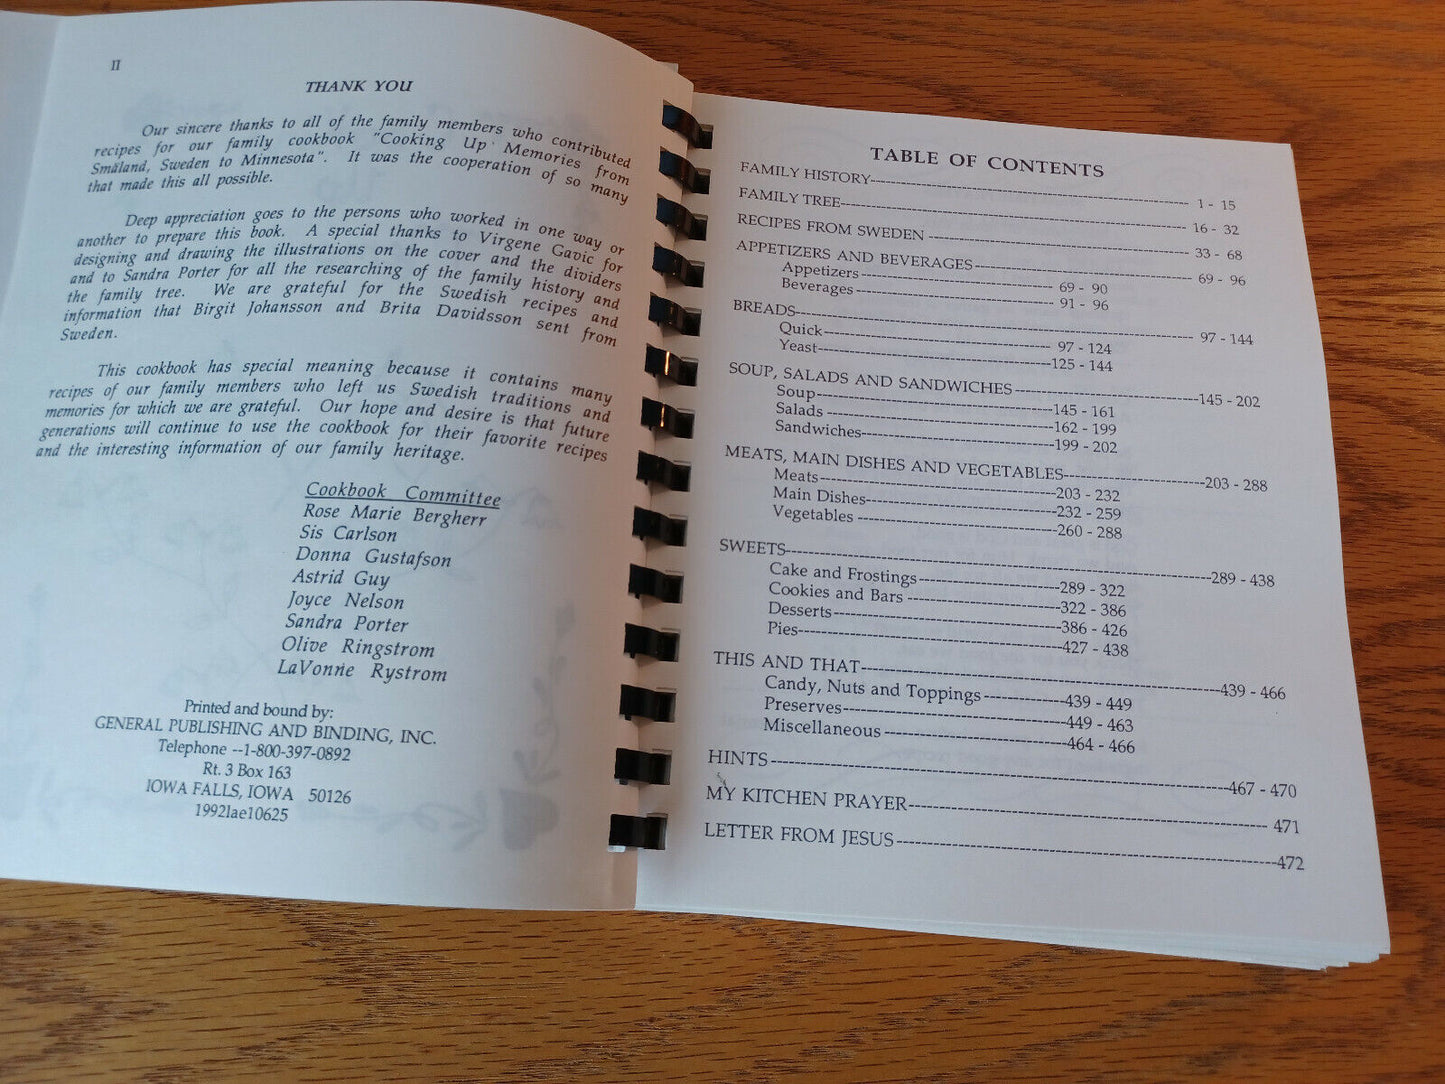 II
THANK YOU
Our sincere thanks to all of the family members who contributed
recipes for our family cookbook "Cooking Up Memories from
Småland, Sweden to Minnesota". It was the cooperation of so many
that made this all possible.
Deep appreciation goes to the persons who worked in one way or
another to prepare this book. A special thanks to Virgene Gavic for
designing and drawing the illustrations on the cover and the dividers
and to Sandra Porter for all the researching of the family history and
the family tree. We are grateful for the Swedish recipes and
information that Birgit Johansson and Brita Davidsson sent from
Sweden.
This cookbook has special meaning because it contains many
recipes of our family members who left us Swedish traditions and
memories for which we are grateful. Our hope and desire is that future
generations will continue to use the cookbook for their favorite recipes
and the interesting information of our family heritage.
Cookbook Committee
Rose Marie Bergherr
Sis Carlson
Donna Gustafson
Astrid Guy
Joyce Nelson
Sandra Porter
Olive Ringstrom
LaVonne Rystrom
Printed and bound by:
GENERAL PUBLISHING AND BINDING, INC.
Telephone --1-800-397-0892
Rt. 3 Box 163
IOWA FALLS, IOWA 50126
1992lae10625
TABLE OF CONTENTS
FAMILY HISTORY---------- 1 - 15
FAMILY TREE---------- 16 - 32
RECIPES FROM SWEDEN ---------- 33 - 68
APPETIZERS AND BEVERAGES---------- 69 - 96
Appetizers---------- 69 - 90
Beverages---------- 91 - 96
BREADS---------- 97 - 144
Quick---------- 97 - 124
Yeast----------125 - 144
SOUP, SALADS AND SANDWICHES----------145 - 202
Soup----------145 - 161
Salads ----------162 - 199
Sandwiches----------199 - 202
MEATS, MAIN DISHES AND VEGETABLES----------203 - 288
Meats----------203 - 232
Main Dishes----------232 - 259
Vegetables ----------260 - 288
SWEETS----------289 - 438
Cake and Frostings----------289 - 322
Cookies and Bars ----------322 - 386
Desserts----------386 - 426
Pies----------427 - 438
THIS AND THAT----------439 - 466
Candy, Nuts and Toppings ----------439 - 449
Preserves----------449 - 463
Miscellaneous ----------464 - 466
HINTS----------467 - 470
MY KITCHEN PRAYER---------- 471
LETTER FROM JESUS----------472